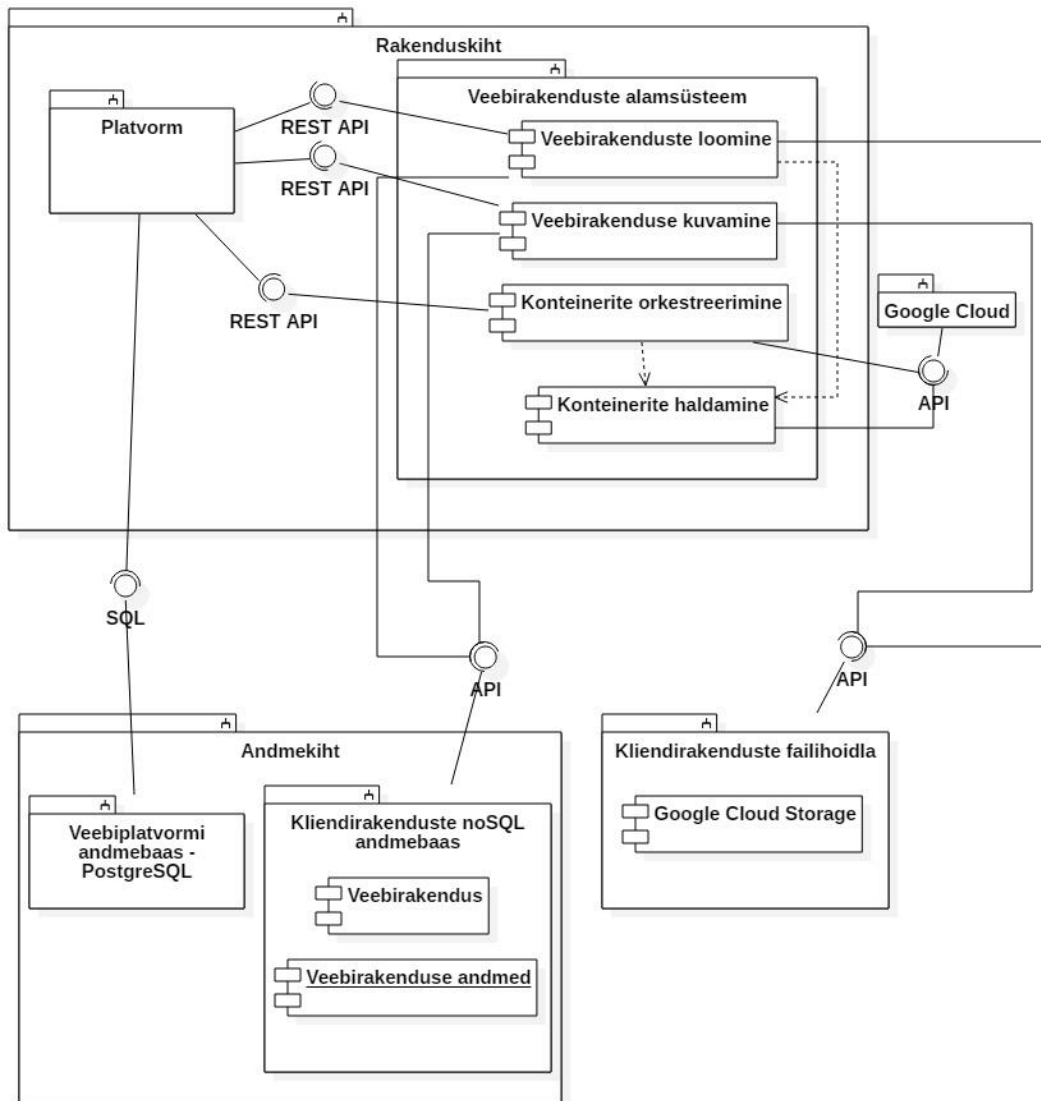 Rakenduskiht
Veebirakenduste alamsüsteem
Platvorm
REST API
Veebirakenduste loomine
REST API
Veebirakenduse kuvamine
Konteinerite orkestreerimine
Google Cloud
REST API
API
Konteinerite haldamine
SQL
API
API
Andmekiht
Kliendirakenduste failihoidla
Google Cloud Storage
Veebiplatvormi
andmebaas -
PostgreSQL
Kliendirakenduste noSQL
andmebaas
Veebirakendus
Veebirakenduse andmed